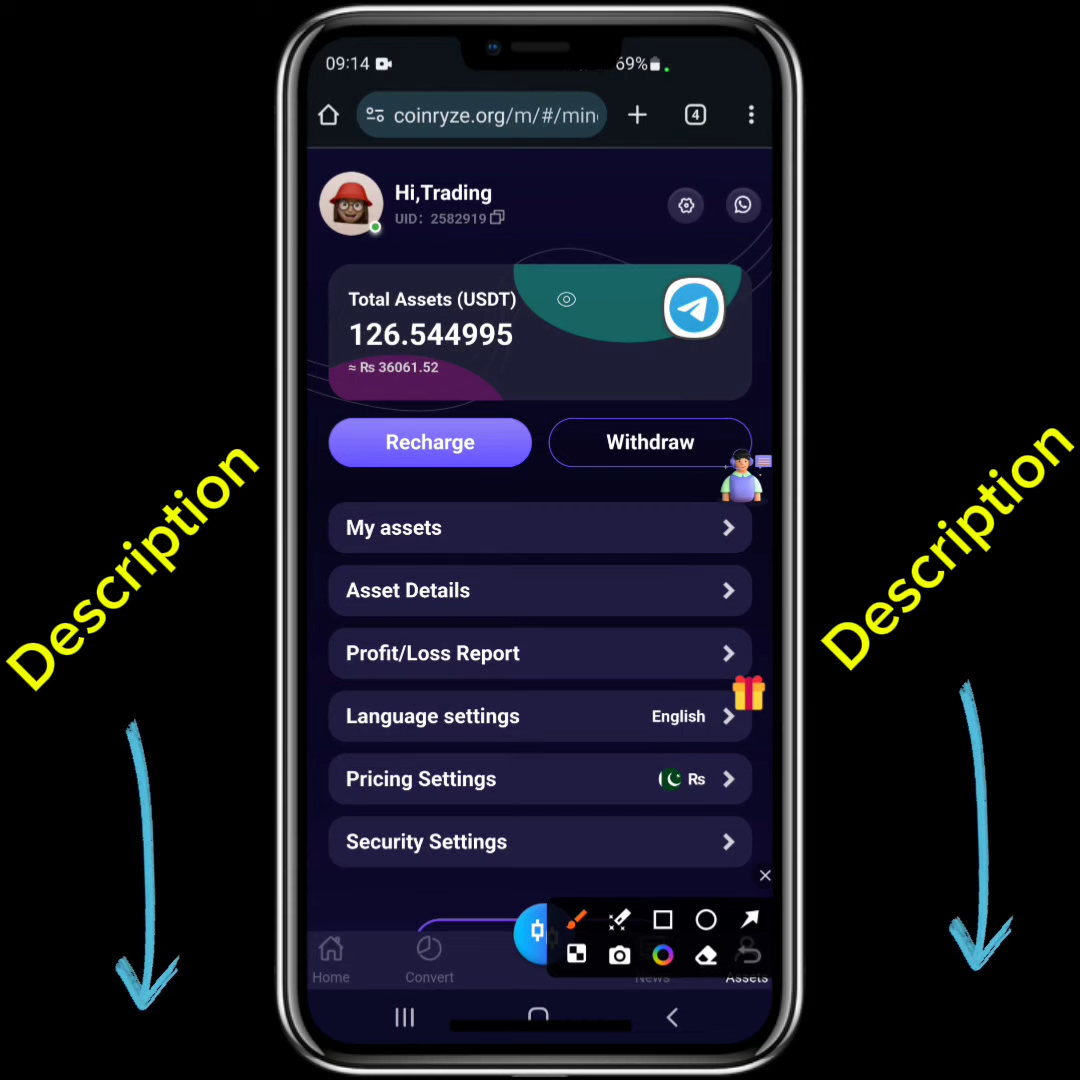 09:14
69%
coinryze.org/m/#/min
4
Hi,Trading
UID: 2582919
Total Assets (USDT)
126.544995
≈ Rs 36061.52
Recharge
Withdraw
Description
Description
My assets
Asset Details
Profit/Loss Report
Language settings English
Pricing Settings Rs
Security Settings
Home
Convert
News
Assets